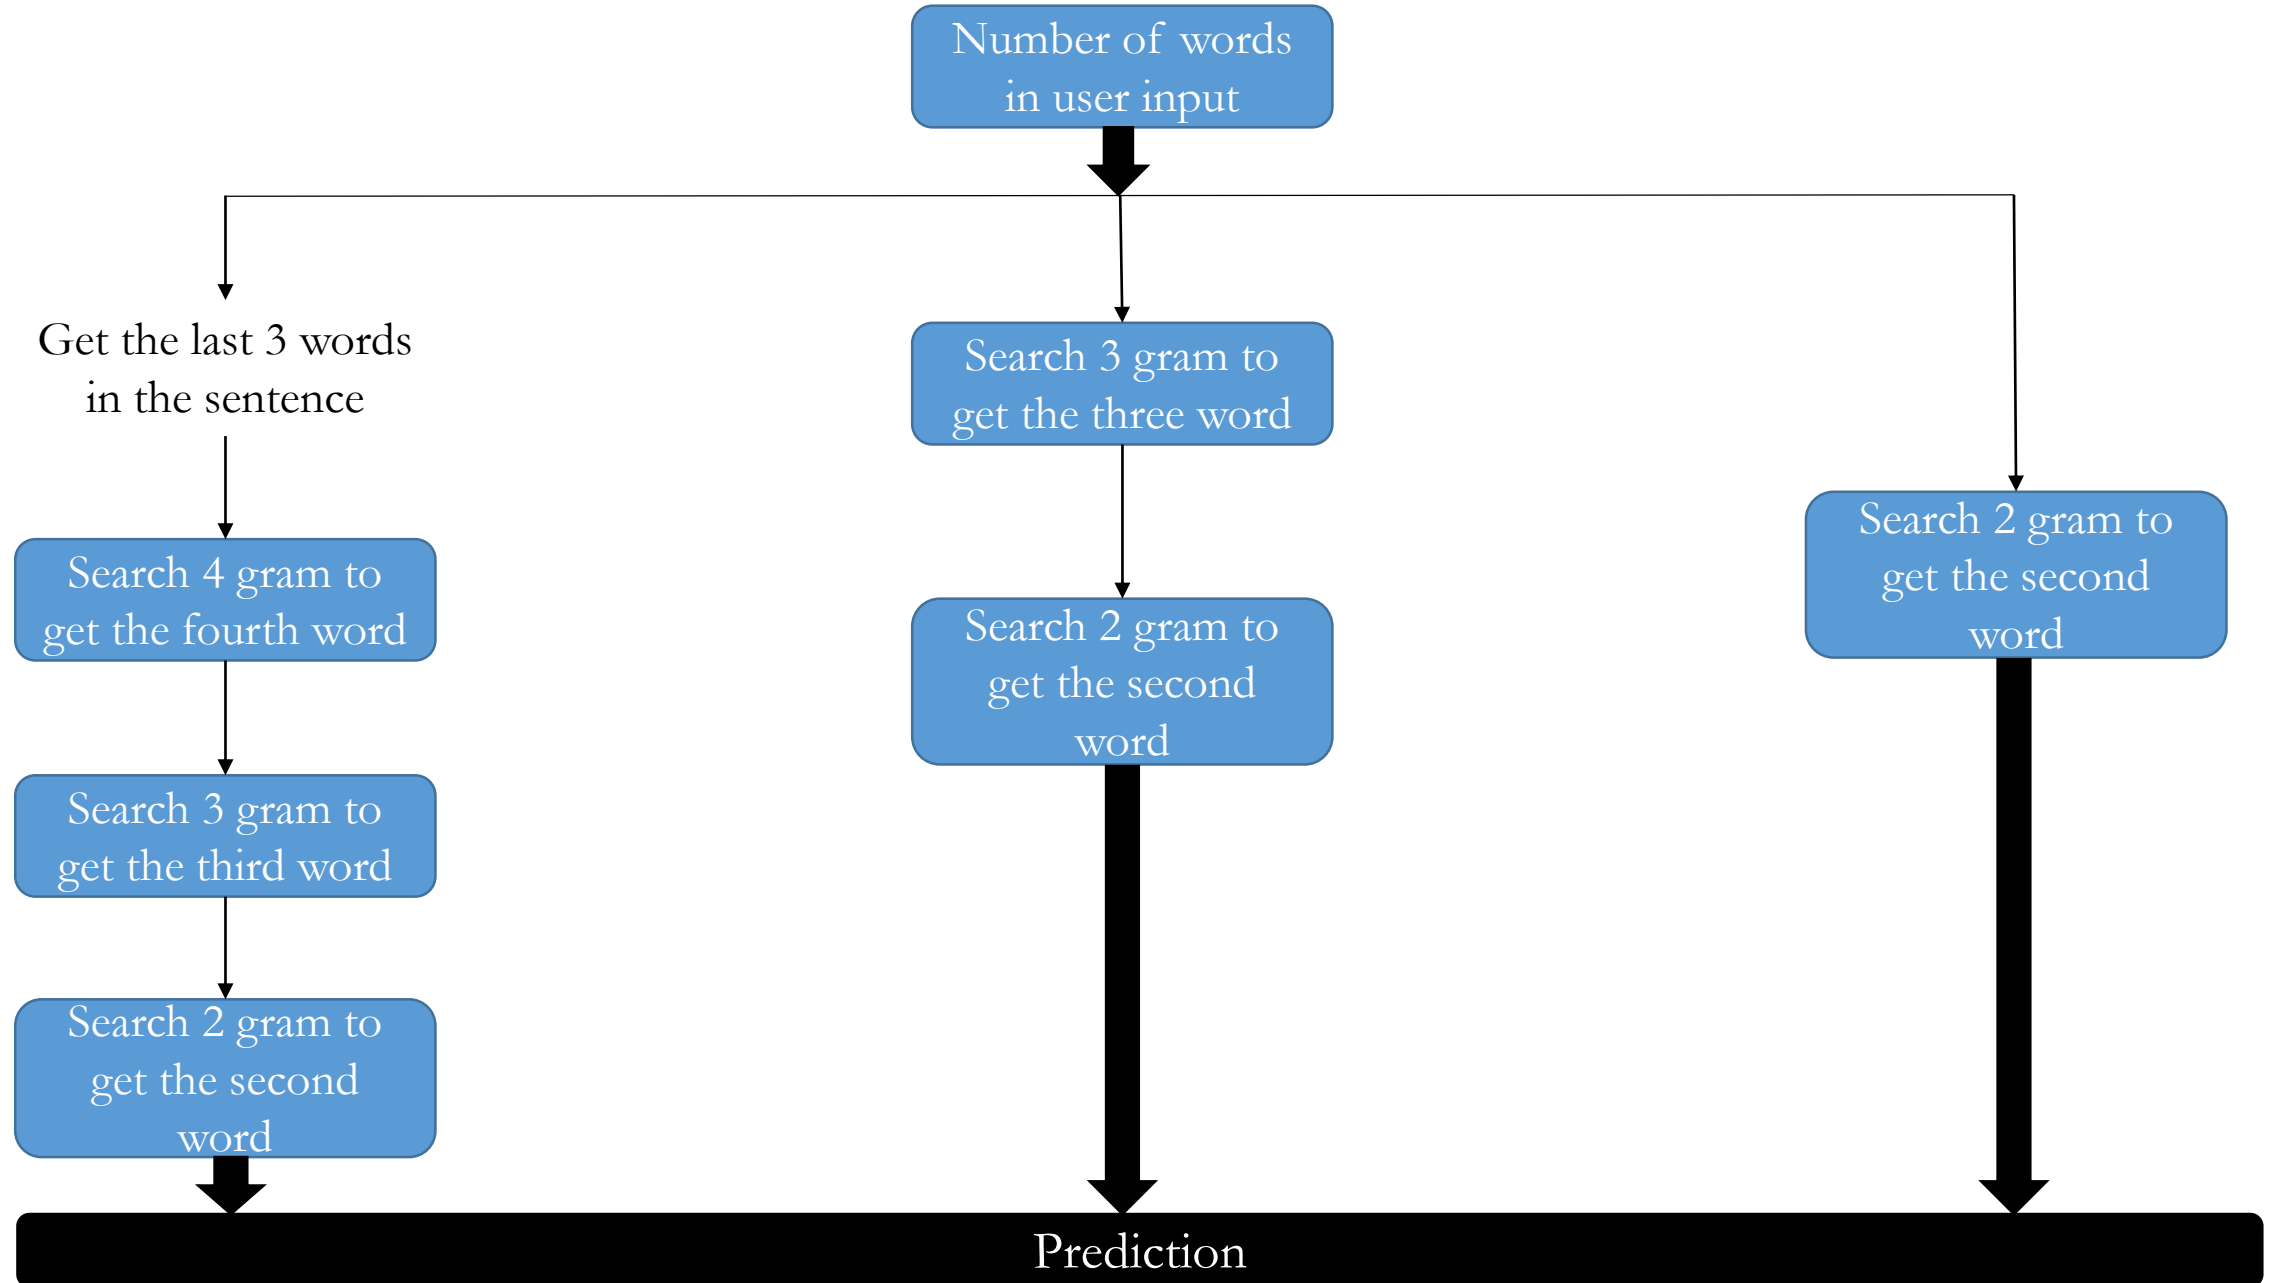 Number of words
in user input
Get the last 3 words
in the sentence
Search 4 gram to
get the fourth word
Search 3 gram to
get the third word
Search 2 gram to
get the second
word
Search 3 gram to
get the three word
Search 2 gram to
get the second
word
Search 2 gram to
get the second
word
Prediction